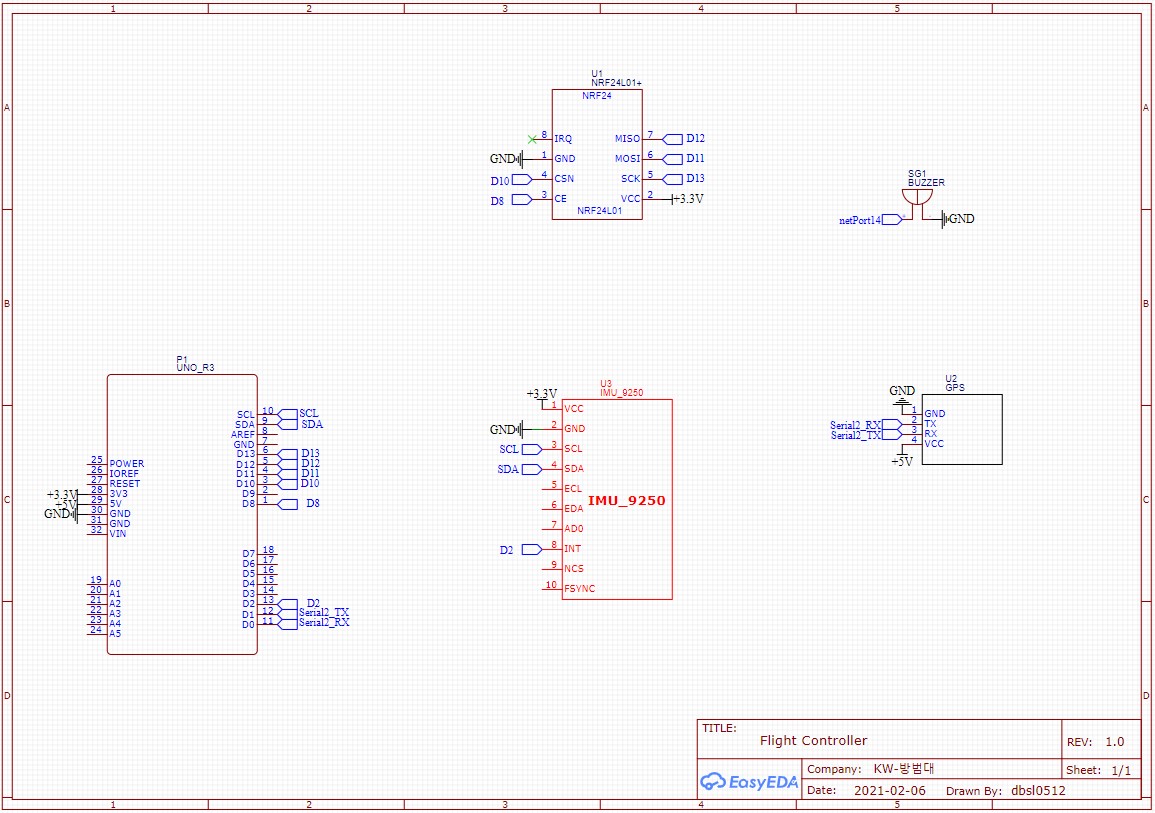 1 2 3 4 5
A A
B B
C C
D D
1 2 3 4 5
U1
NRF24L01+
NRF24
8 IRQ MISO 7 D12
GND 1 GND MOSI 6 D11
D10 4 CSN SCK 5 D13
D8 3 CE VCC 2 +3.3V
NRF24L01
SG1
BUZZER
netPort14 GND
P1
UNO_R3
SCL 10 SCL
SDA 9 SDA
AREF 8
GND 7
D13 6 D13
25 POWER D12 5 D12
26 IOREF D11 4 D11
27 RESET D10 3 D10
+3.3V 28 3V3 D9 2
+5V 29 5V D8 1 D8
GND 30 GND
31 GND
32 VIN
D7 18
D6 17
D5 16
19 A0 D4 15
20 A1 D3 14
21 A2 D2 13 D2
22 A3 D1 12 Serial2_TX
23 A4 D0 11 Serial2_RX
24 A5
U3
IMU_9250
+3.3V 1 VCC
GND 2 GND
SCL 3 SCL
SDA 4 SDA
5 ECL
IMU_9250
6 EDA
7 AD0
D2 8 INT
9 NCS
10 FSYNC
U2
GPS
GND 1 GND
Serial2_RX 2 TX
Serial2_TX 3 RX
+5V 4 VCC
TITLE:
Flight Controller
REV: 1.0
EasyEDA
Company: KW-방범대
Sheet: 1/1
Date: 2021-02-06 Drawn By: dbsl0512